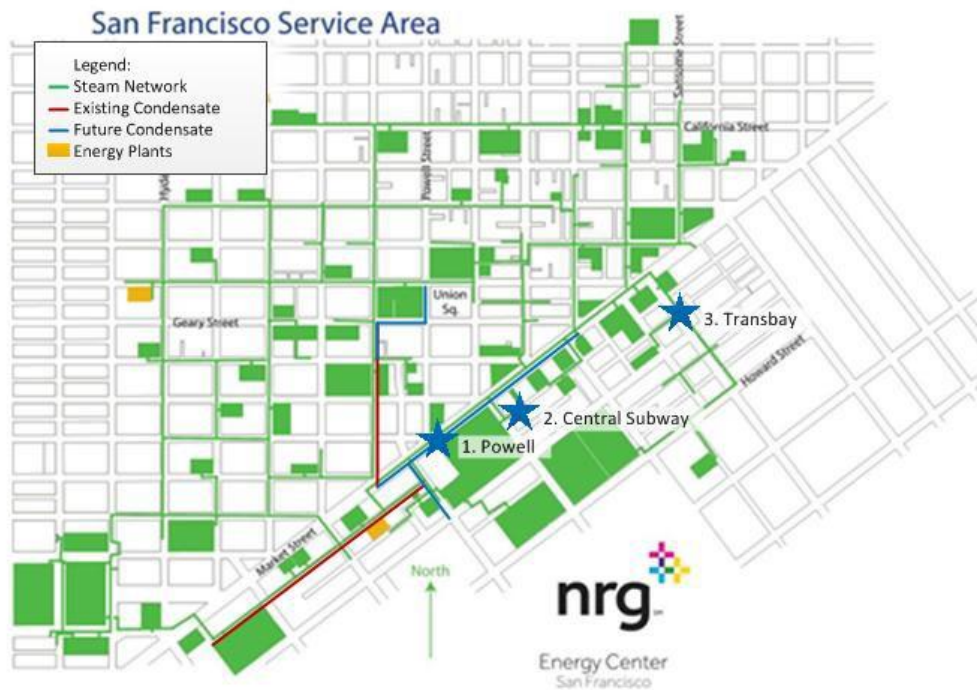 San Francisco Service Area
Legend:
Steam Network
Existing Condensate
Future Condensate
Energy Plants
Sansome Street
California Street
Powell Street
Hyde
Union
Sq.
Geary Street
3. Transbay
Howard Street
2. Central Subway
1. Powell
Market Street
North
nrg
Energy Center
San Francisco